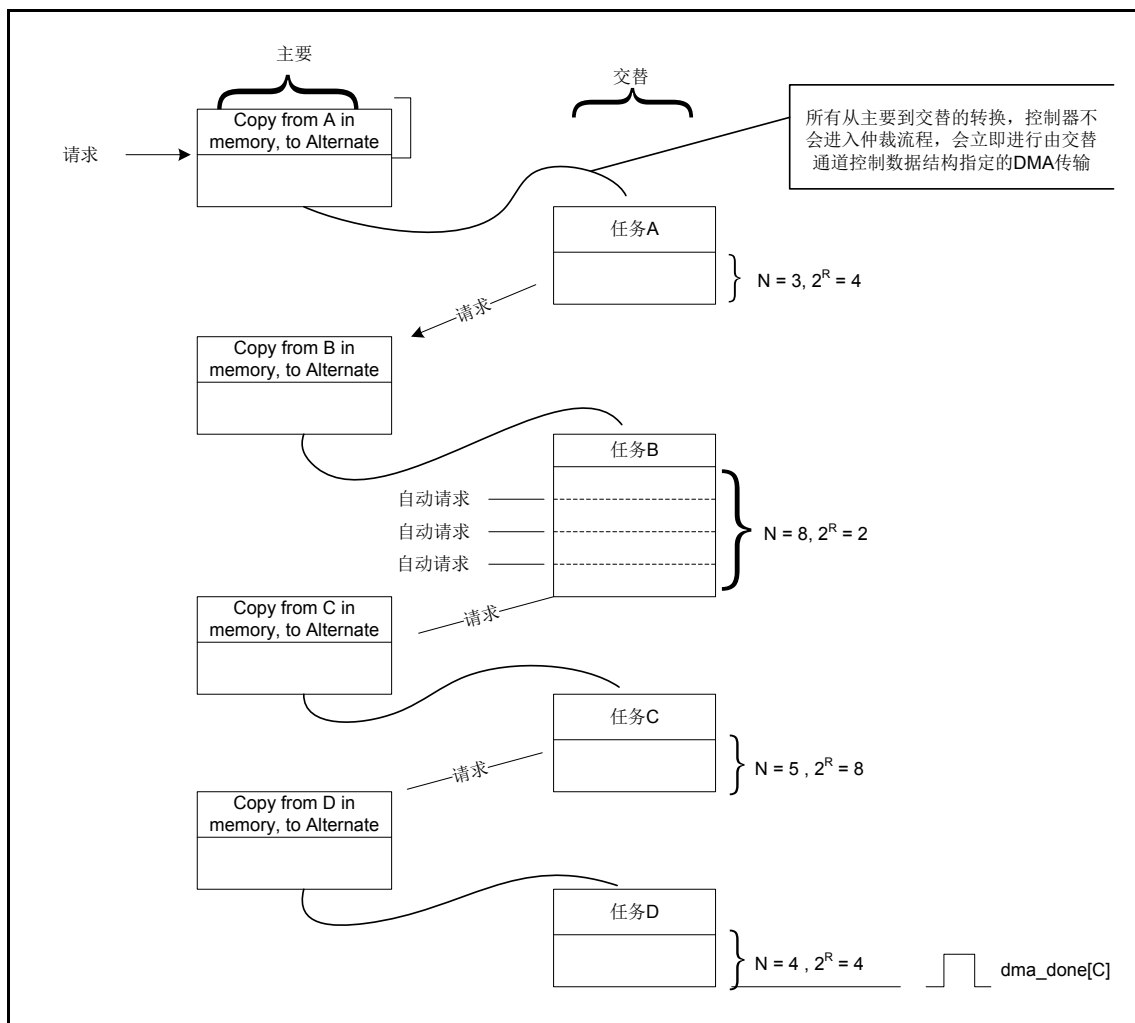 主要
交替
Copy from A in
memory, to Alternate
请求
所有从主要到交替的转换，控制器不
会进入仲裁流程，会立即进行由交替
通道控制数据结构指定的DMA传输
任务A
N = 3, 2^R = 4
请求
Copy from B in
memory, to Alternate
任务B
自动请求
自动请求
自动请求
N = 8, 2^R = 2
请求
Copy from C in
memory, to Alternate
任务C
请求
N = 5 , 2^R = 8
Copy from D in
memory, to Alternate
任务D
N = 4 , 2^R = 4
dma_done[C]